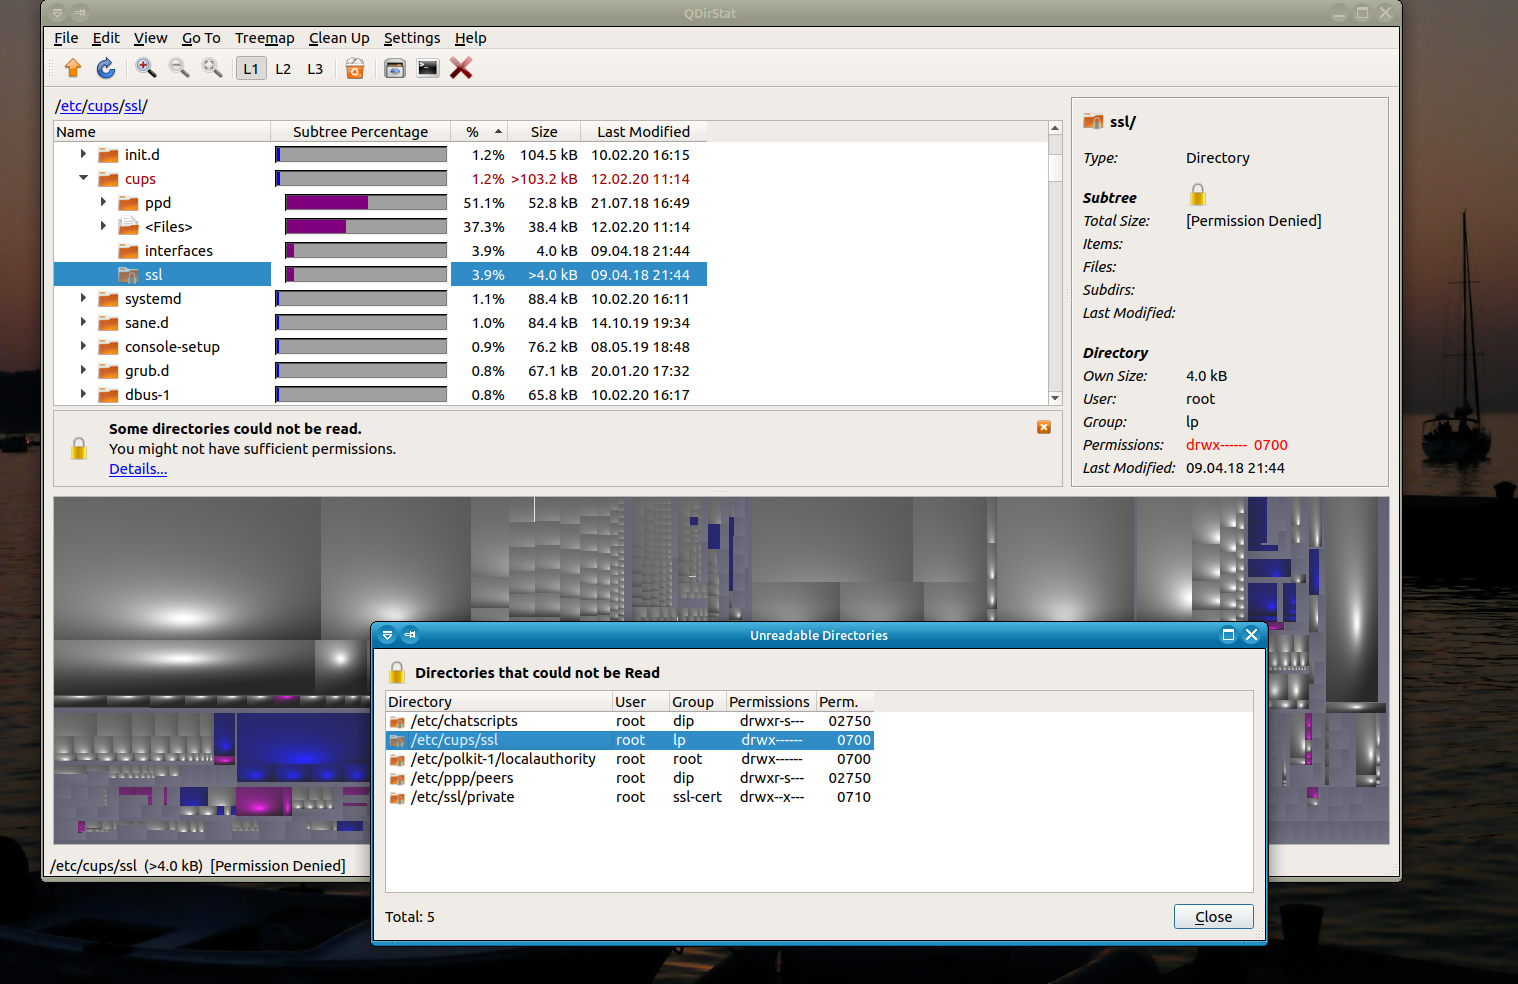 QDirStat
File Edit View Go To Treemap Clean Up Settings Help
L1 L2 L3
/etc/cups/ssl/
Name Subtree Percentage % Size Last Modified
init.d 1.2% 104.5 kB 10.02.20 16:15
cups 1.2% >103.2 kB 12.02.20 11:14
ppd 51.1% 52.8 kB 21.07.18 16:49
<Files> 37.3% 38.4 kB 12.02.20 11:14
interfaces 3.9% 4.0 kB 09.04.18 21:44
ssl 3.9% >4.0 kB 09.04.18 21:44
systemd 1.1% 88.4 kB 10.02.20 16:11
sane.d 1.0% 84.4 kB 14.10.19 19:34
console-setup 0.9% 76.2 kB 08.05.19 18:48
grub.d 0.8% 67.1 kB 20.01.20 17:32
dbus-1 0.8% 65.8 kB 10.02.20 16:17
ssl/
Type: Directory
Subtree
Total Size: [Permission Denied]
Items:
Files:
Subdirs:
Last Modified:
Directory
Own Size: 4.0 kB
User: root
Group: lp
Permissions: drwx------ 0700
Last Modified: 09.04.18 21:44
Some directories could not be read.
You might not have sufficient permissions.
Details...
Unreadable Directories
Directories that could not be Read
Directory User Group Permissions Perm.
/etc/chatscripts root dip drwxr-s--- 02750
/etc/cups/ssl root lp drwx------ 0700
/etc/polkit-1/localauthority root root drwx------ 0700
/etc/ppp/peers root dip drwxr-s--- 02750
/etc/ssl/private root ssl-cert drwx--x--- 0710
Total: 5
Close
/etc/cups/ssl (>4.0 kB) [Permission Denied]